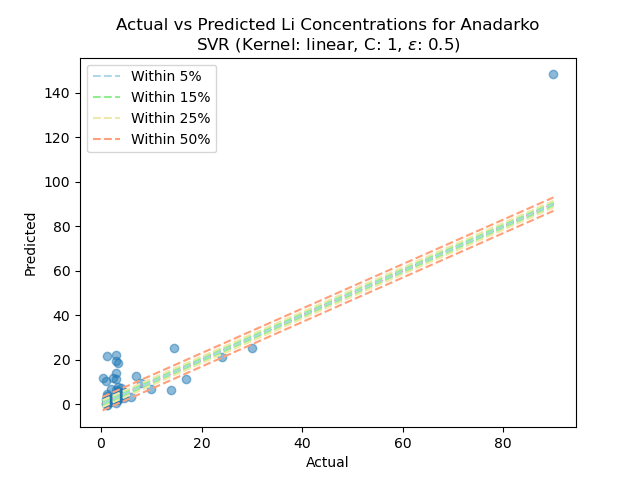 Actual vs Predicted Li Concentrations for Anadarko
SVR (Kernel: linear, C: 1, ε: 0.5)
Within 5%
Within 15%
Within 25%
Within 50%
Predicted
140
120
100
80
60
40
20
0
0 20 40 60 80
Actual